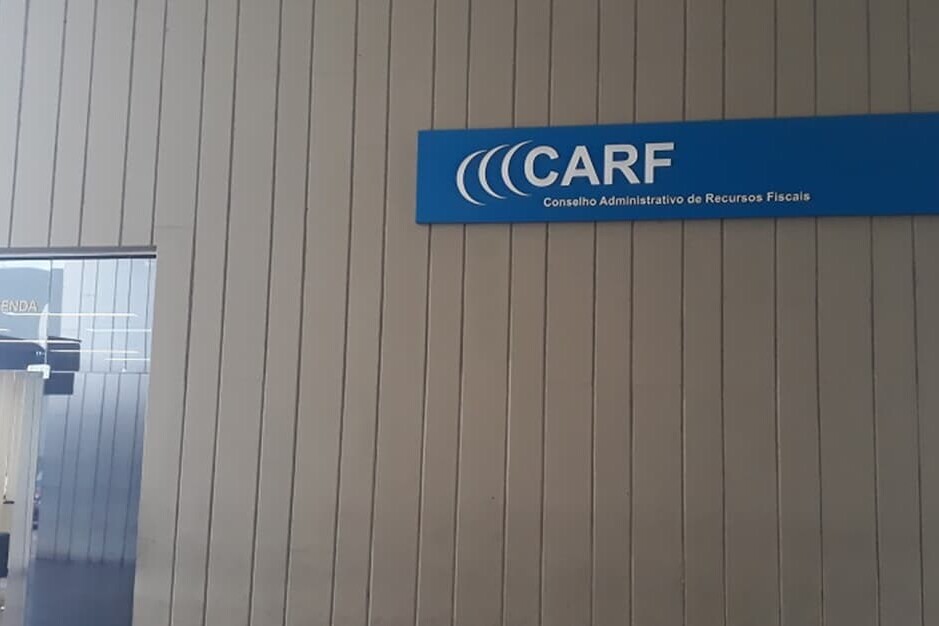 CARF
Conselho Administrativo de Recursos Fiscais
ENDA